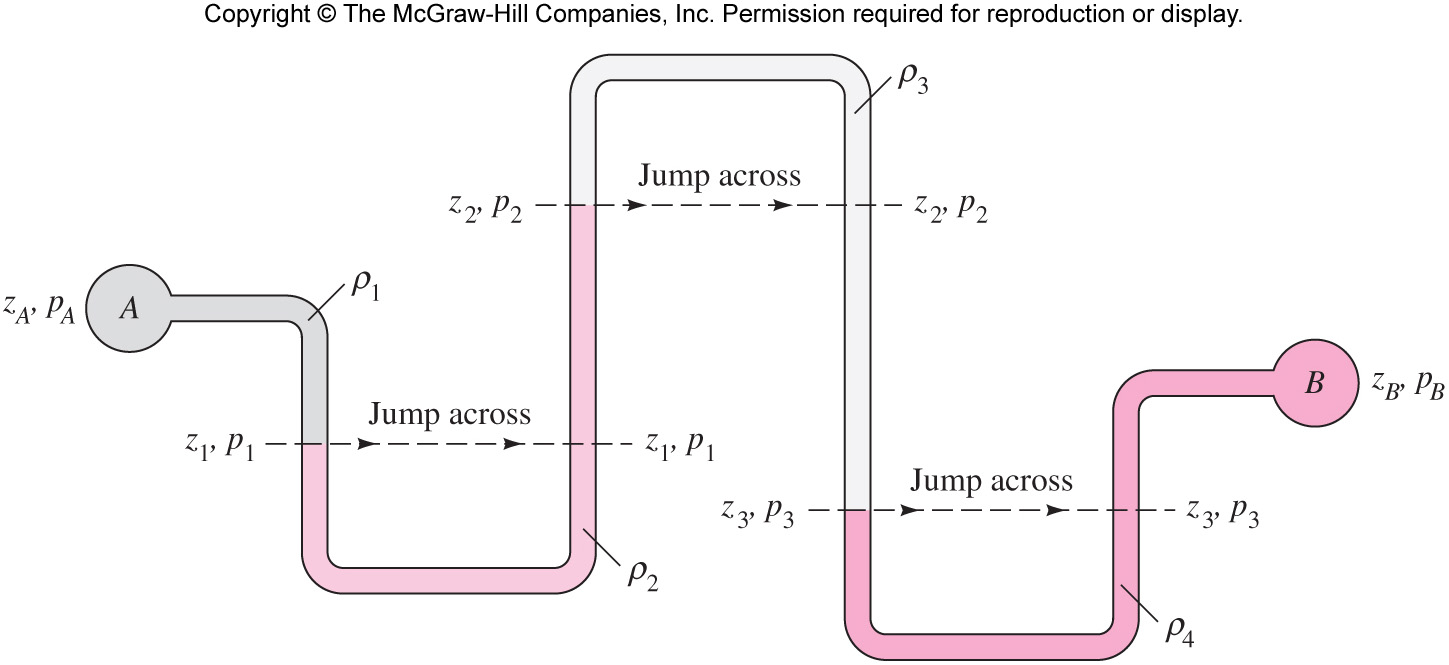 Copyright © The McGraw-Hill Companies, Inc. Permission required for reproduction or display.
ρ3
Jump across
z2, p2
z2, p2
ρ1
zA, pA
A
Jump across
z1, p1
z1, p1
B
zB, pB
Jump across
z3, p3
z3, p3
ρ2
ρ4